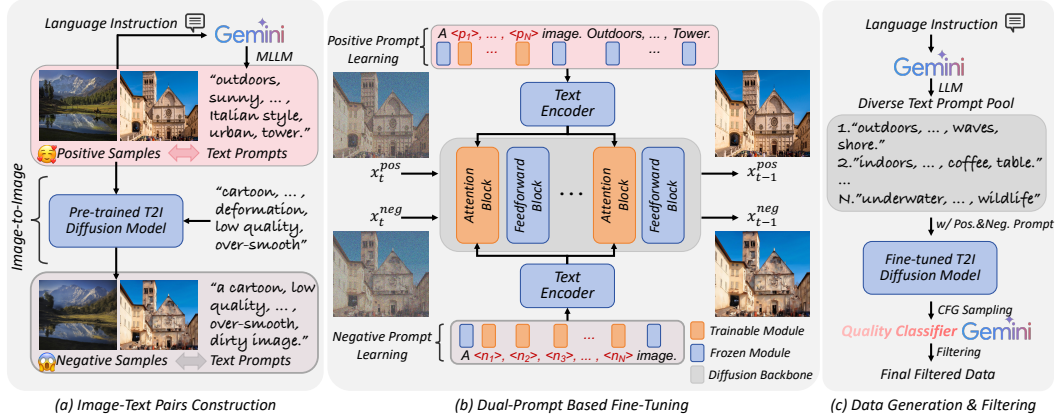 Language Instruction
Gemini
MLLM
"outdoors,
sunny, ... ,
Italian style,
urban, tower."
Positive Samples
Text Prompts
Image-to-Image
Pre-trained T2I
Diffusion Model
"cartoon, ... ,
deformation,
low quality,
over-smooth"
"a cartoon, low
quality, ... ,
over-smooth,
dirty image."
Negative Samples
Text Prompts
(a) Image-Text Pairs Construction
Positive Prompt
Learning
A <p₁>, ... , <p_N> image. Outdoors, ... , Tower.
...
Text
Encoder
x_t^pos
x_{t-1}^pos
Attention
Block
Feedforward
Block
...
Attention
Block
Feedforward
Block
x_t^neg
x_{t-1}^neg
Text
Encoder
Negative Prompt
Learning
...
A <n₁>, <n₂>, <n₃>, ... , <n_N> image.
Trainable Module
Frozen Module
Diffusion Backbone
(b) Dual-Prompt Based Fine-Tuning
Language Instruction
Gemini
LLM
Diverse Text Prompt Pool
1."outdoors, ... , waves,
shore."
2."indoors, ... , coffee, table."
...
N."underwater, ... , wildlife"
w/ Pos.&Neg. Prompt
Fine-tuned T2I
Diffusion Model
CFG Sampling
Quality Classifier Gemini
Filtering
Final Filtered Data
(c) Data Generation & Filtering